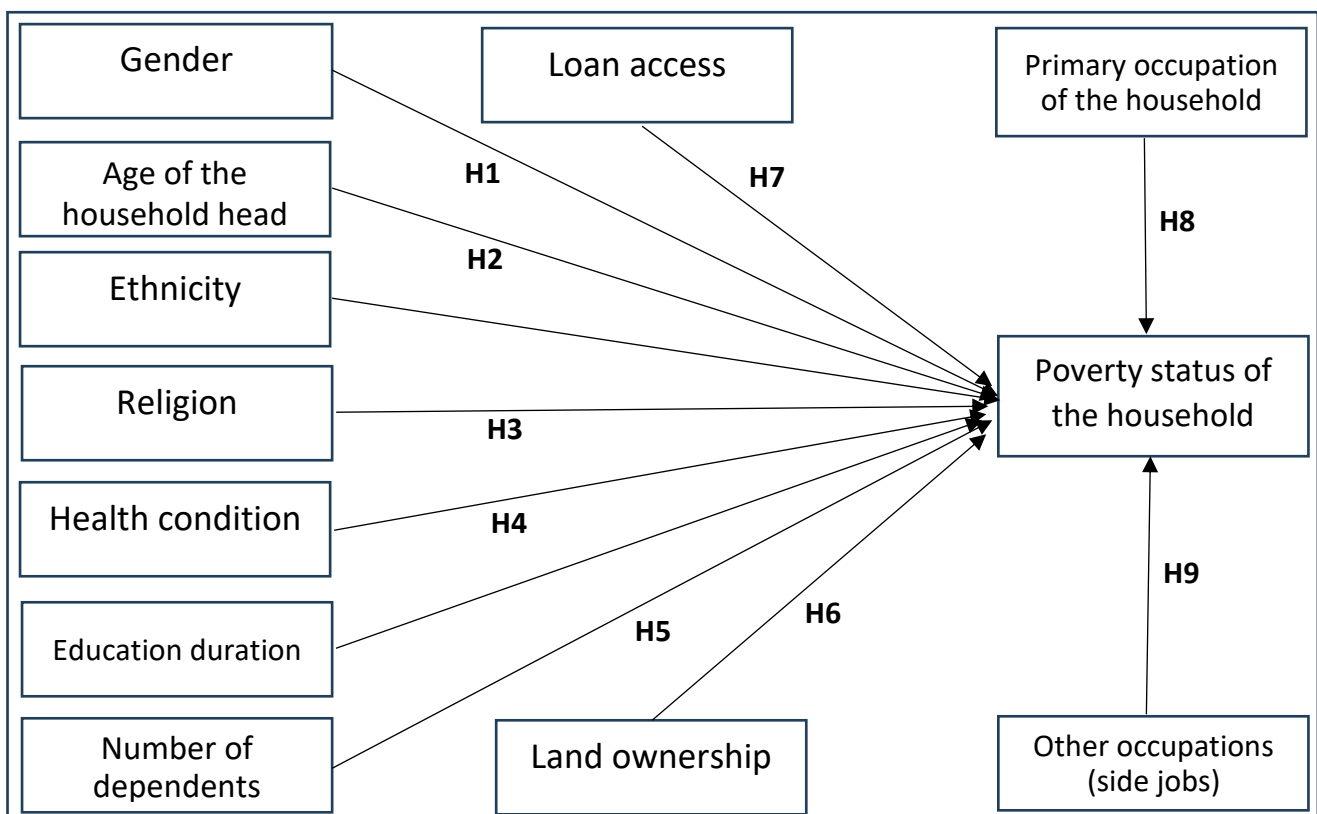 Gender
Loan access
Primary occupation
of the household
Age of the
household head
H1
H7
H8
H2
Ethnicity
Religion
H3
Poverty status of
the household
Health condition
H4
H9
Education duration
H5
H6
Number of
dependents
Land ownership
Other occupations
(side jobs)